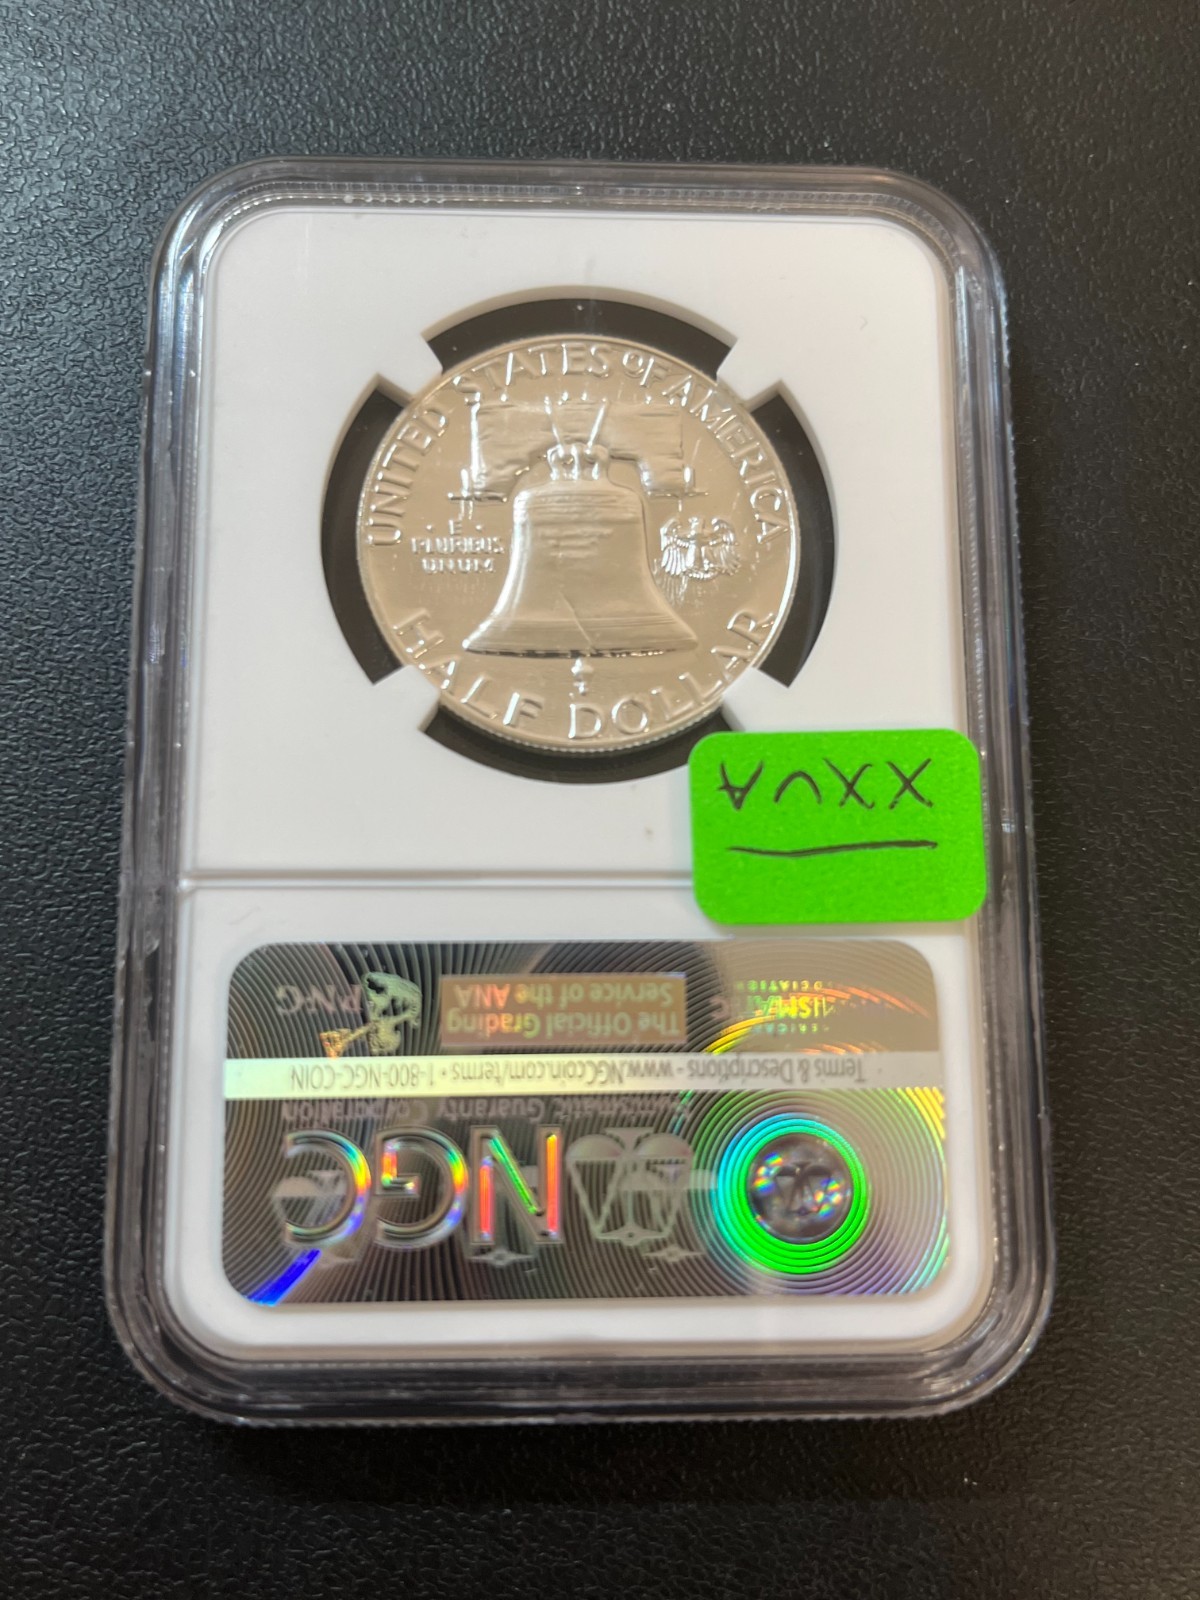 UNITED STATES OF AMERICA
E
PLURIBUS
UNUM
HALF DOLLAR
XXUA
NGC
Numismatic Guaranty Corporation
Terms & Descriptions - www.NGCcoin.com/terms • 1-800-NGC-COIN
The Official Grading
Service of the ANA
PNG